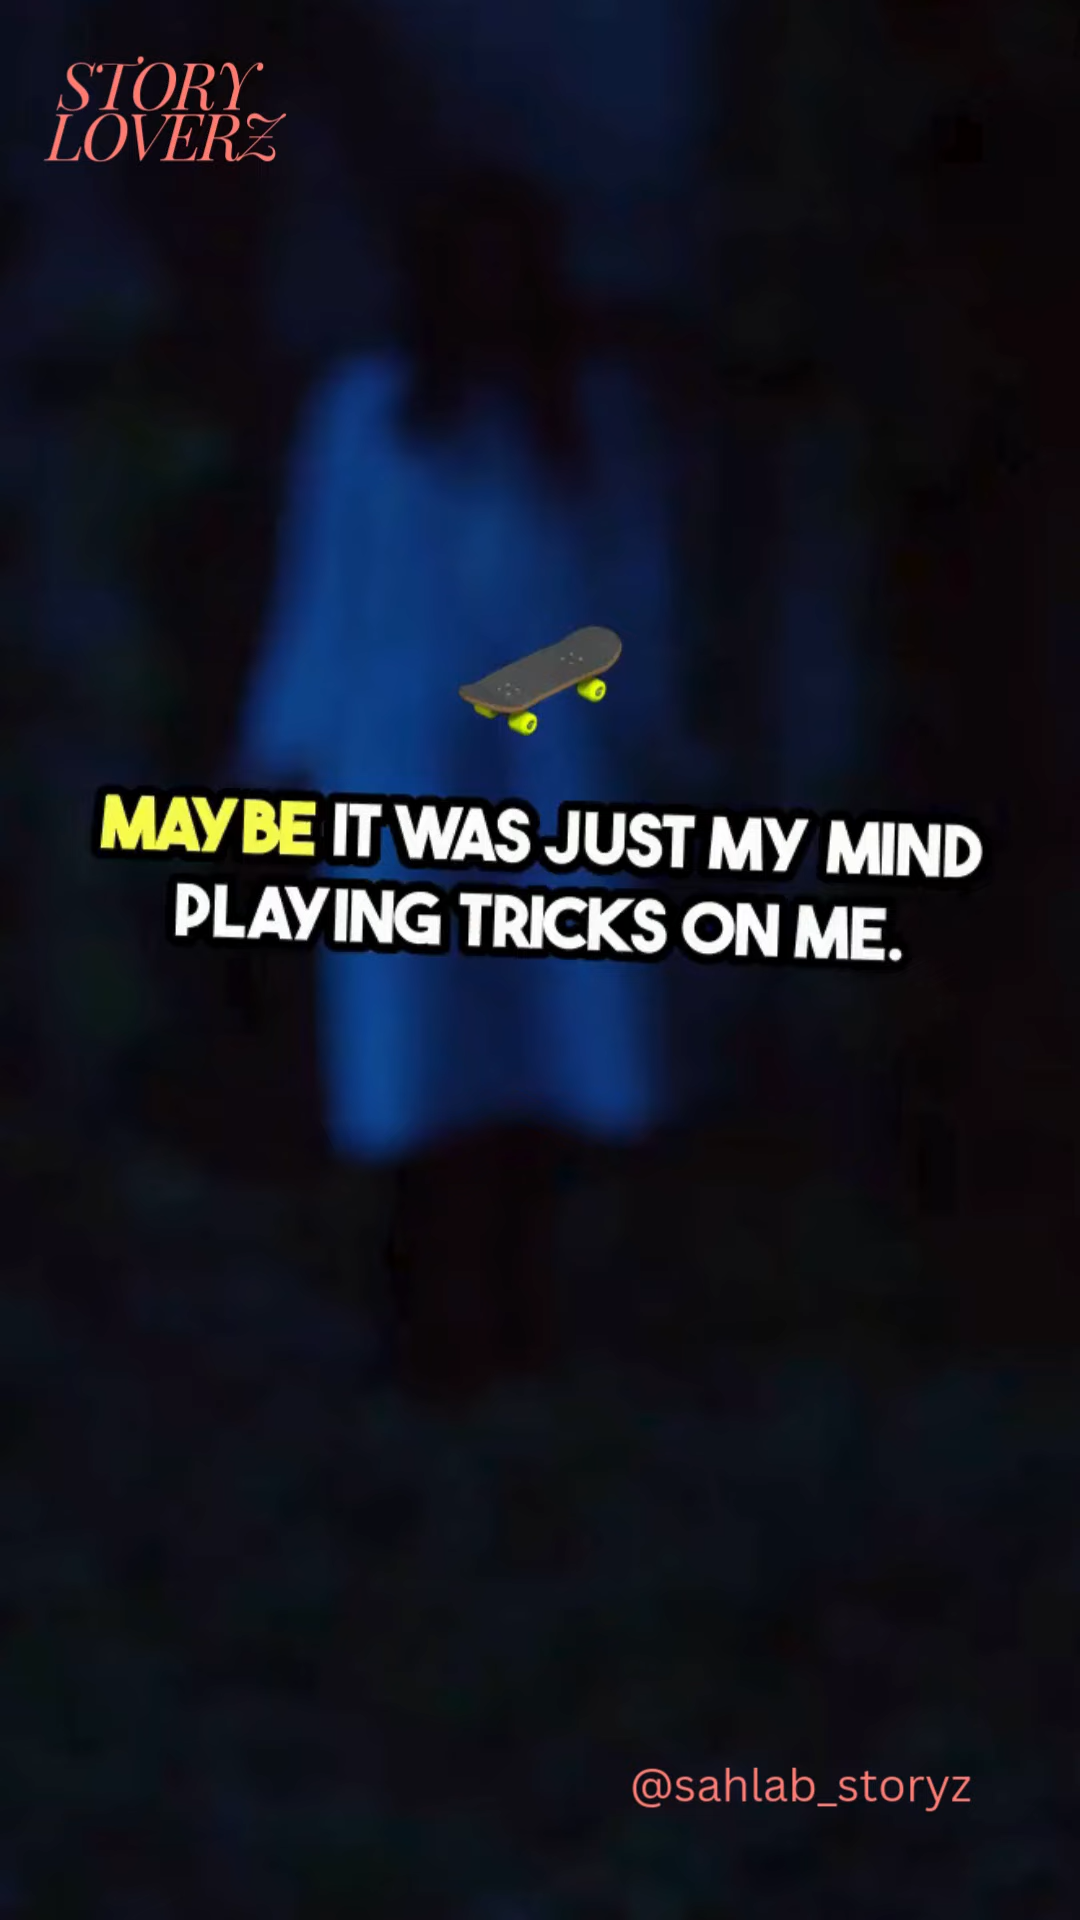 STORY
LOVERZ
MAYBE IT WAS JUST MY MIND
PLAYING TRICKS ON ME.
@sahlab_storyz